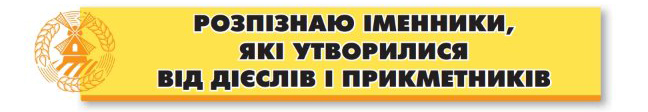 РОЗПІЗНАЮ ІМЕННИКИ,
ЯКІ УТВОРИЛИСЯ
ВІД ДІЄСЛІВ І ПРИКМЕТНИКІВ